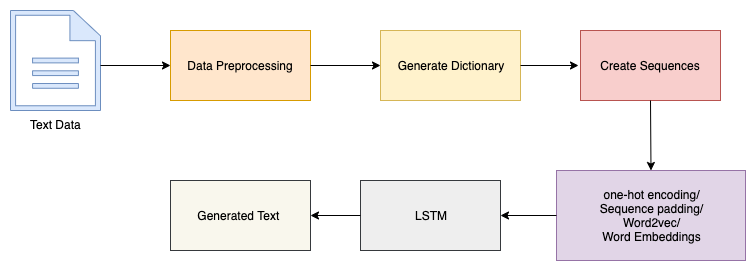 Text Data
Data Preprocessing
Generate Dictionary
Create Sequences
one-hot encoding/
Sequence padding/
Word2vec/
Word Embeddings
LSTM
Generated Text